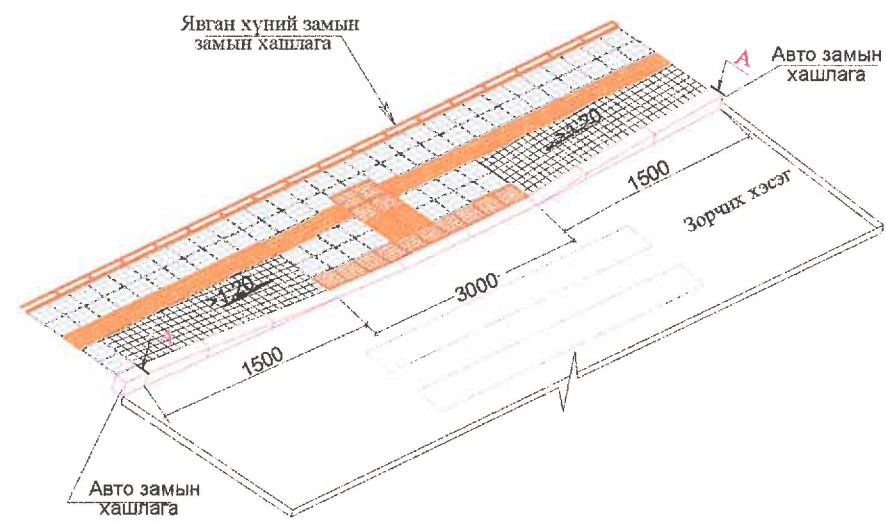 Явган хүний замын
замын хашлага
А
Авто замын
хашлага
1:20
1500
Зорчих хэсэг
3000
1:20
А
1500
Авто замын
хашлага